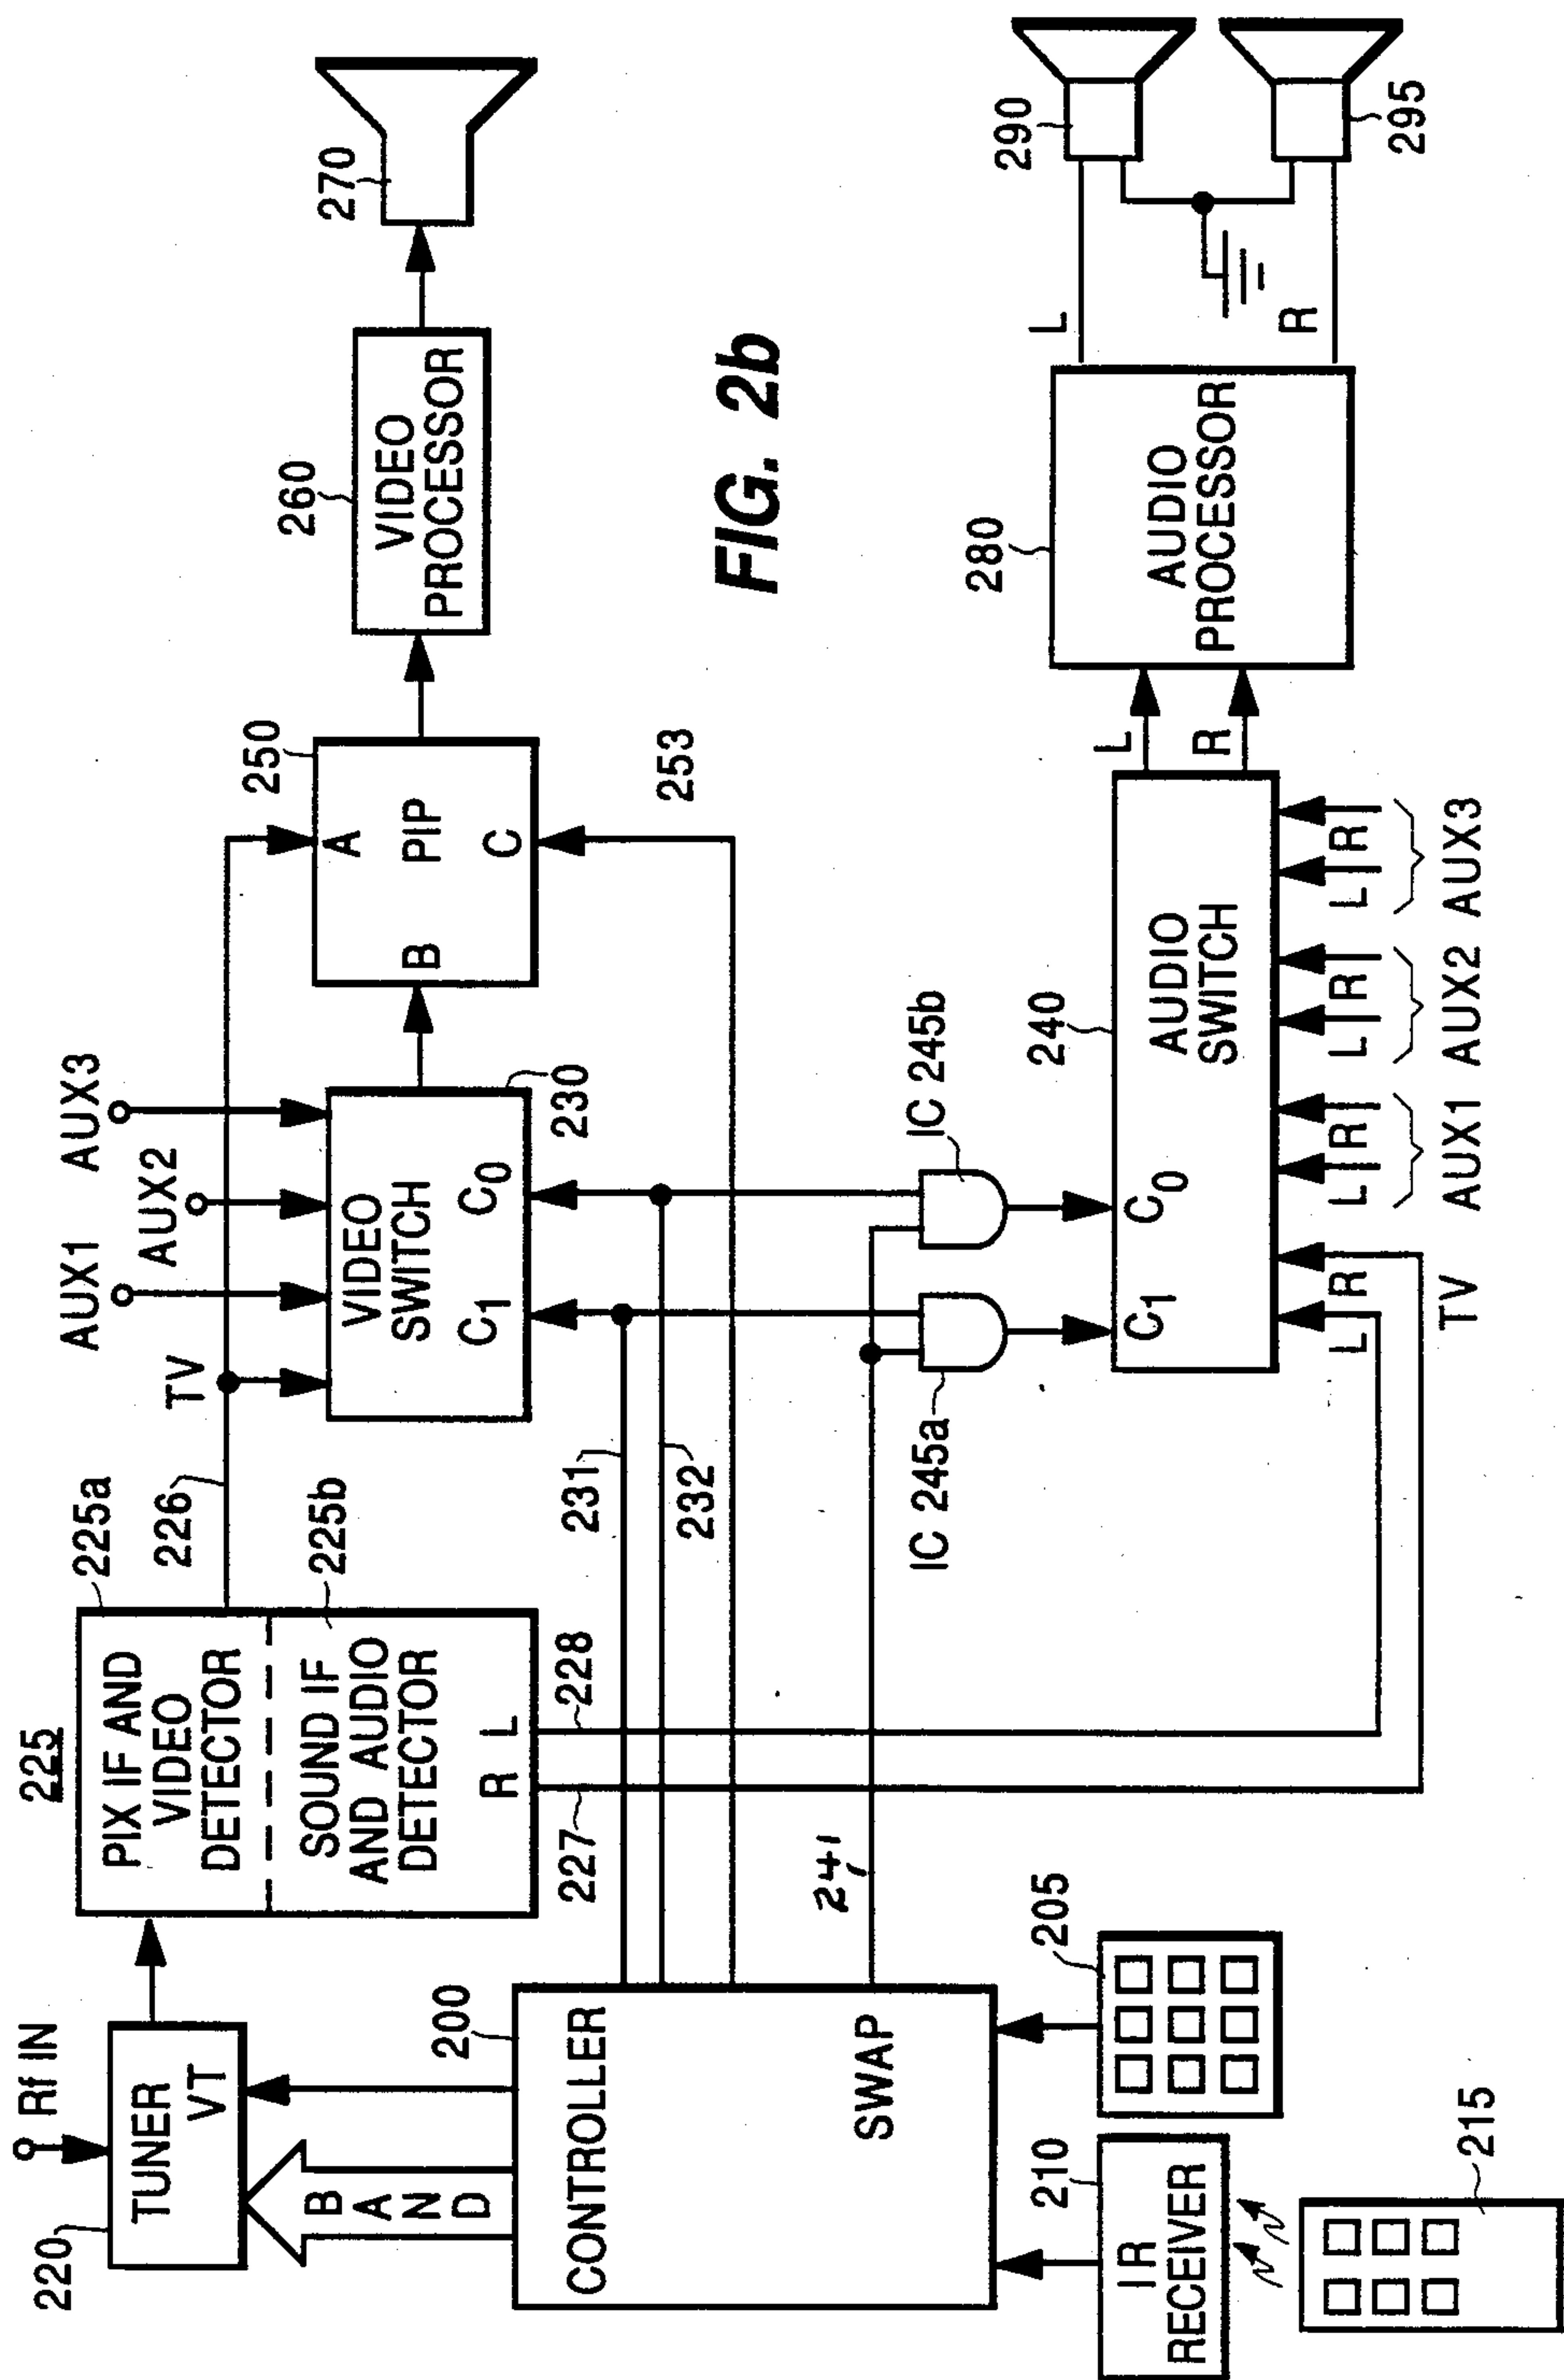 Rf IN
220
TUNER
VT
BAND
225
PIX IF AND
VIDEO
DETECTOR
SOUND IF
AND AUDIO
DETECTOR
R L
225a
226
225b
227
228
TV
AUX1
AUX2
AUX3
VIDEO
SWITCH
C1 C0
230
231
232
250
A
B PIP
C
253
260
VIDEO
PROCESSOR
270
FIG. 2b
200
CONTROLLER
SWAP
241
IC 245a
IC 245b
240
C1 C0
AUDIO
SWITCH
L R
L R L R L R L R
TV AUX1 AUX2 AUX3
280
AUDIO
PROCESSOR
L
R
290
295
210
IR
RECEIVER
205
215